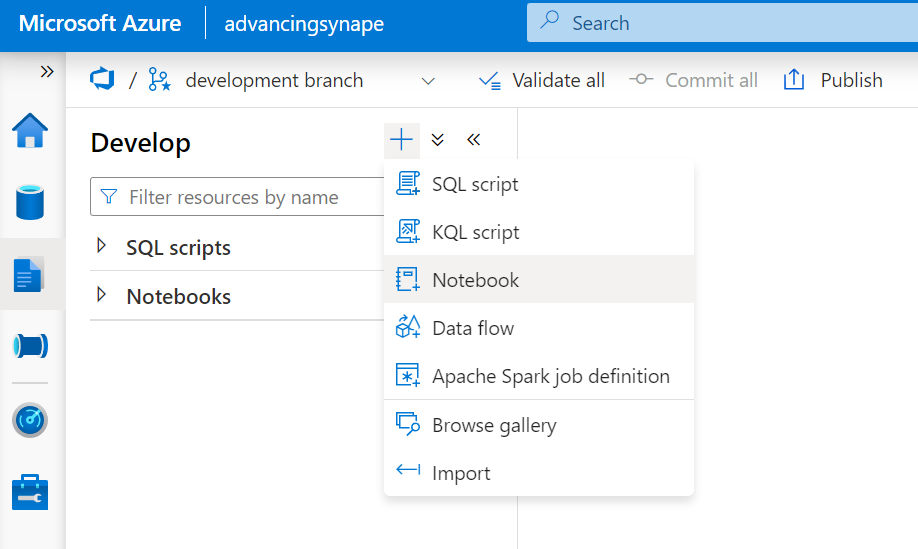 Microsoft Azure advancingsynape Search
/ development branch Validate all Commit all Publish
Develop
Filter resources by name
SQL scripts
Notebooks
SQL script
KQL script
Notebook
Data flow
Apache Spark job definition
Browse gallery
Import